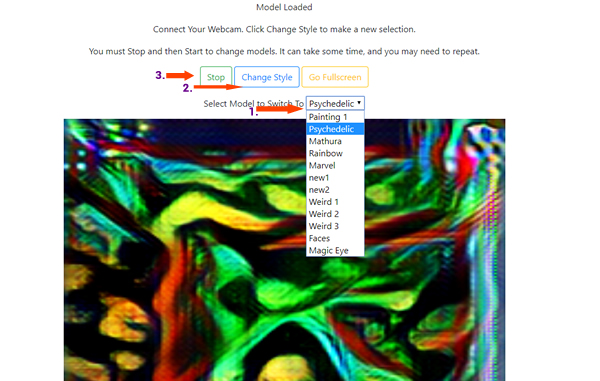 Model Loaded
Connect Your Webcam. Click Change Style to make a new selection.
You must Stop and then Start to change models. It can take some time, and you may need to repeat.
3. Stop Change Style Go Fullscreen
2.
Select Model to Switch To Psychedelic
1.
Painting 1
Psychedelic
Mathura
Rainbow
Marvel
new1
new2
Weird 1
Weird 2
Weird 3
Faces
Magic Eye